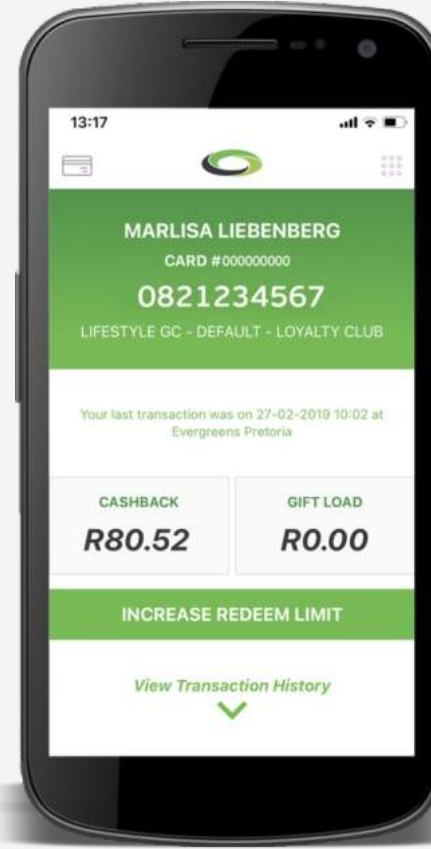 13:17
MARLISA LIEBENBERG
CARD #000000000
0821234567
LIFESTYLE GC - DEFAULT - LOYALTY CLUB
Your last transaction was on 27-02-2019 10:02 at
Evergreens Pretoria
CASHBACK
R80.52
GIFT LOAD
R0.00
INCREASE REDEEM LIMIT
View Transaction History